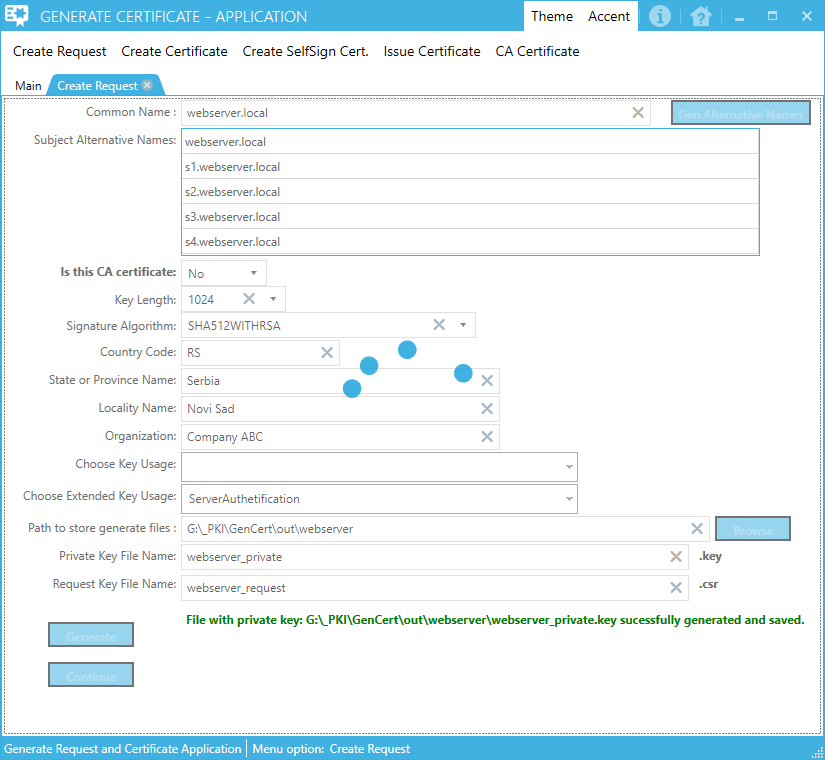 GENERATE CERTIFICATE - APPLICATION
Theme Accent
Create Request Create Certificate Create SelfSign Cert. Issue Certificate CA Certificate
Main Create Request
Common Name : webserver.local Gen.Alternative Names
Subject Alternative Names: webserver.local
s1.webserver.local
s2.webserver.local
s3.webserver.local
s4.webserver.local
Is this CA certificate: No
Key Length: 1024
Signature Algorithm: SHA512WITHRSA
Country Code: RS
State or Province Name: Serbia
Locality Name: Novi Sad
Organization: Company ABC
Choose Key Usage:
Choose Extended Key Usage: ServerAuthetification
Path to store generate files : G:\_PKI\GenCert\out\webserver Browse
Private Key File Name: webserver_private .key
Request Key File Name: webserver_request .csr
File with private key: G:\_PKI\GenCert\out\webserver\webserver_private.key sucessfully generated and saved.
Generate
Continue
Generate Request and Certificate Application Menu option: Create Request